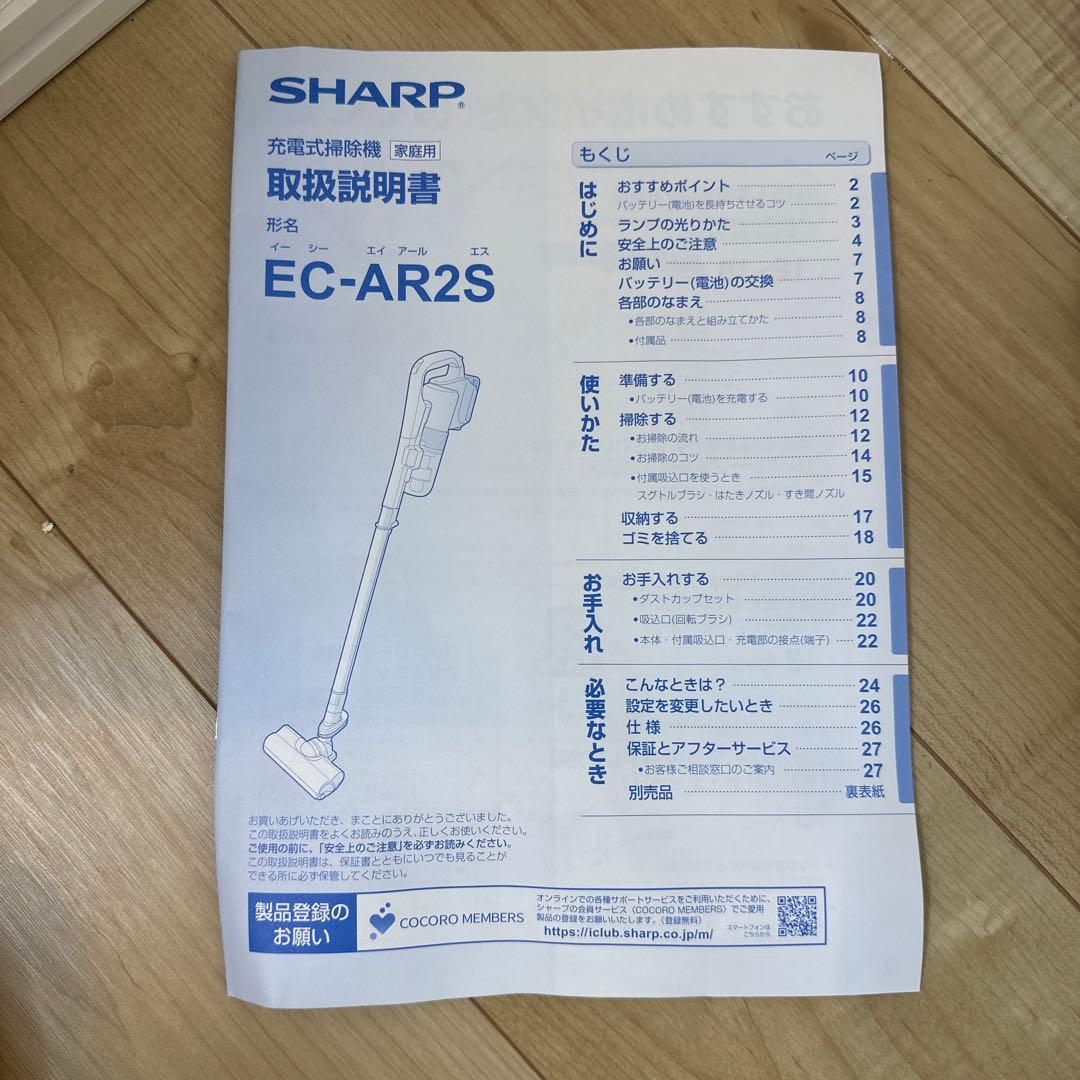 SHARP®
充電式掃除機 家庭用
取扱説明書
形名
イー シー エイ アール エス
EC-AR2S
もくじ ページ
はじめに
おすすめポイント 2
バッテリー(電池)を長持ちさせるコツ 2
ランプの光りかた 3
安全上のご注意 4
お願い 7
バッテリー(電池)の交換 7
各部のなまえ 8
•各部のなまえと組み立てかた 8
•付属品 8
使いかた
準備する 10
•バッテリー(電池)を充電する 10
掃除する 12
•お掃除の流れ 12
•お掃除のコツ 14
•付属吸込口を使うとき 15
スグトルブラシ・はたきノズル・すき間ノズル
収納する 17
ゴミを捨てる 18
お手入れ
お手入れする 20
•ダストカップセット 20
•吸込口(回転ブラシ) 22
•本体・付属吸込口・充電部の接点(端子) 22
必要なとき
こんなときは? 24
設定を変更したいとき 26
仕様 26
保証とアフターサービス 27
•お客様ご相談窓口のご案内 27
別売品 裏表紙
お買いあげいただき、まことにありがとうございました。
この取扱説明書をよくお読みのうえ、正しくお使いください。
ご使用の前に、「安全上のご注意」を必ずお読みください。
この取扱説明書は、保証書とともにいつでも見ることが
できる所に必ず保管してください。
製品登録の
お願い
COCORO MEMBERS
オンラインでの各種サポートサービスをご利用いただくために、
シャープの会員サービス〈COCORO MEMBERS〉でご愛用
製品の登録をお願いいたします。(登録無料)
https://iclub.sharp.co.jp/m/
スマートフォンは
こちらから